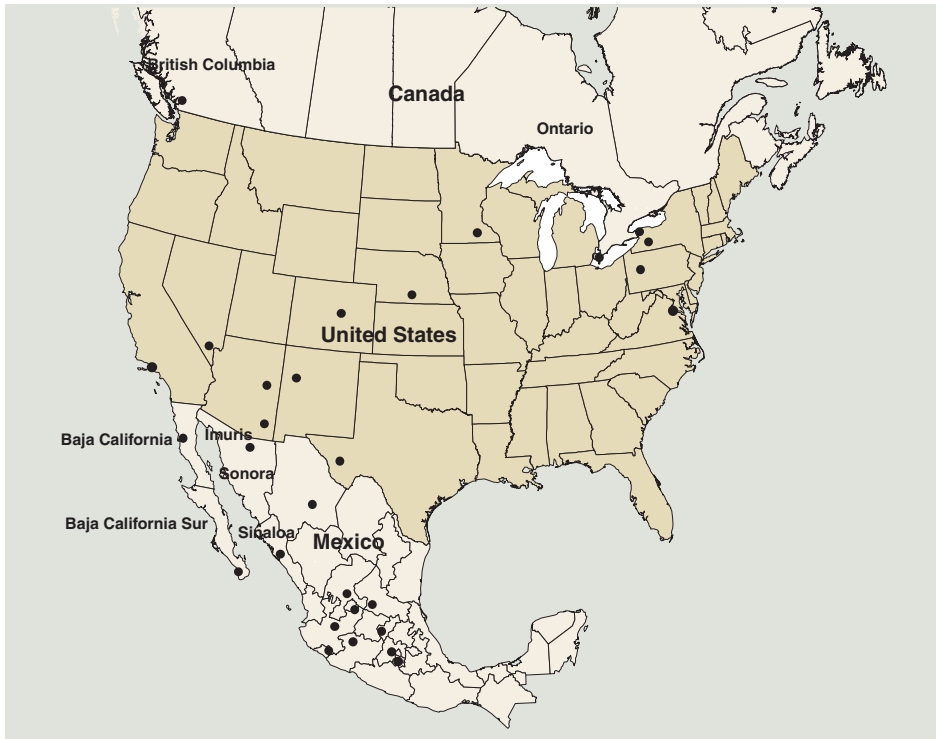 British Columbia
Canada
Ontario
United States
Imuris
Baja California
Sonora
Baja California Sur
Sinaloa
Mexico